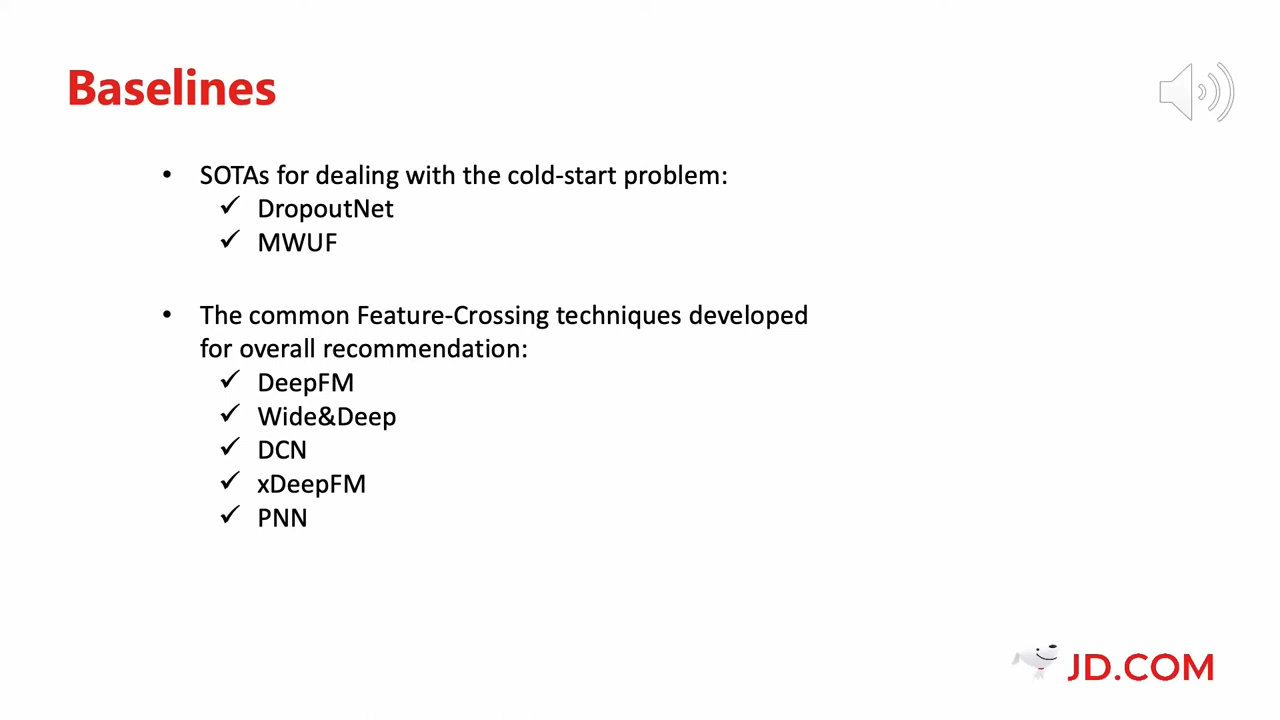 Baselines
• SOTAs for dealing with the cold-start problem:
✓ DropoutNet
✓ MWUF
• The common Feature-Crossing techniques developed
for overall recommendation:
✓ DeepFM
✓ Wide&Deep
✓ DCN
✓ xDeepFM
✓ PNN
JD.COM